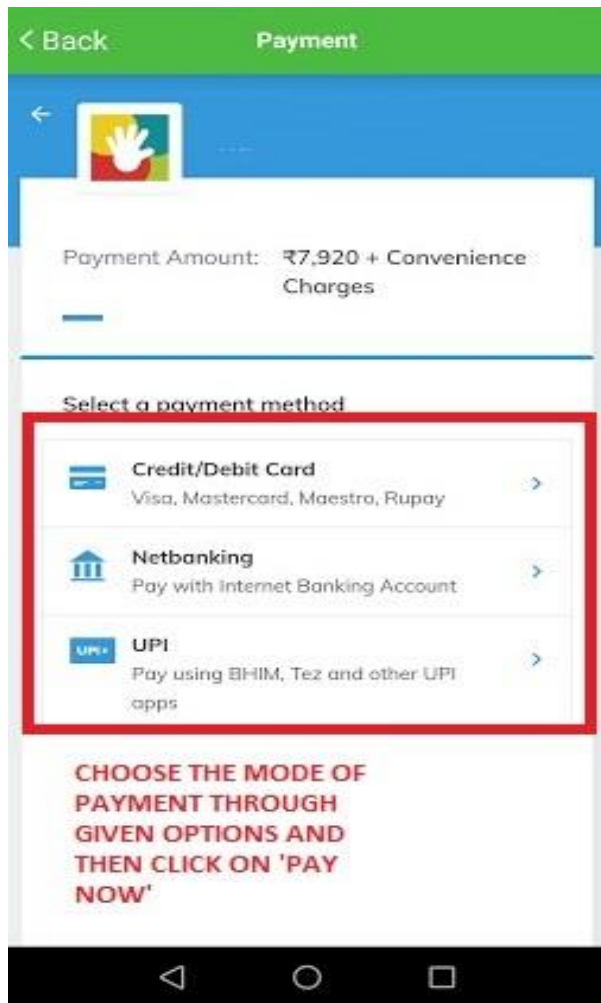 < Back Payment
Payment Amount: ₹7,920 + Convenience
Charges
Select a payment method
Credit/Debit Card
Visa, Mastercard, Maestro, Rupay
Netbanking
Pay with Internet Banking Account
UPI
UPI
Pay using BHIM, Tez and other UPI
apps
CHOOSE THE MODE OF
PAYMENT THROUGH
GIVEN OPTIONS AND
THEN CLICK ON 'PAY
NOW'